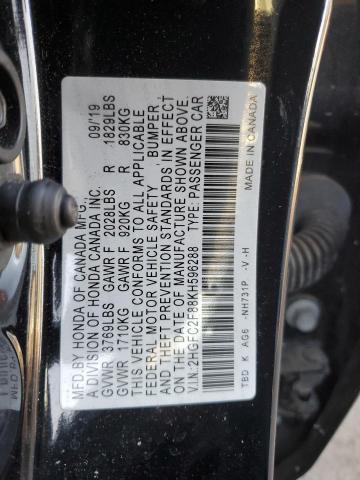 MFD.BY HONDA OF CANADA MFG.,
A DIVISION OF HONDA CANADA INC. 09/19
GVWR 3769LBS GAWR F 2028LBS R 1828LBS
GVWR 1710KG GAWR F 920KG R 830KG
THIS VEHICLE CONFORMS TO ALL APPLICABLE
FEDERAL MOTOR VEHICLE SAFETY BUMPER
AND THEFT PREVENTION STANDARDS IN EFFECT
ON THE DATE OF MANUFACTURE SHOWN ABOVE.
V.I.N.:2HGFC2F88KH596288 TYPE: PASSENGER CAR
TBD K AG6 -NH731P -V-H MADE IN CANADA